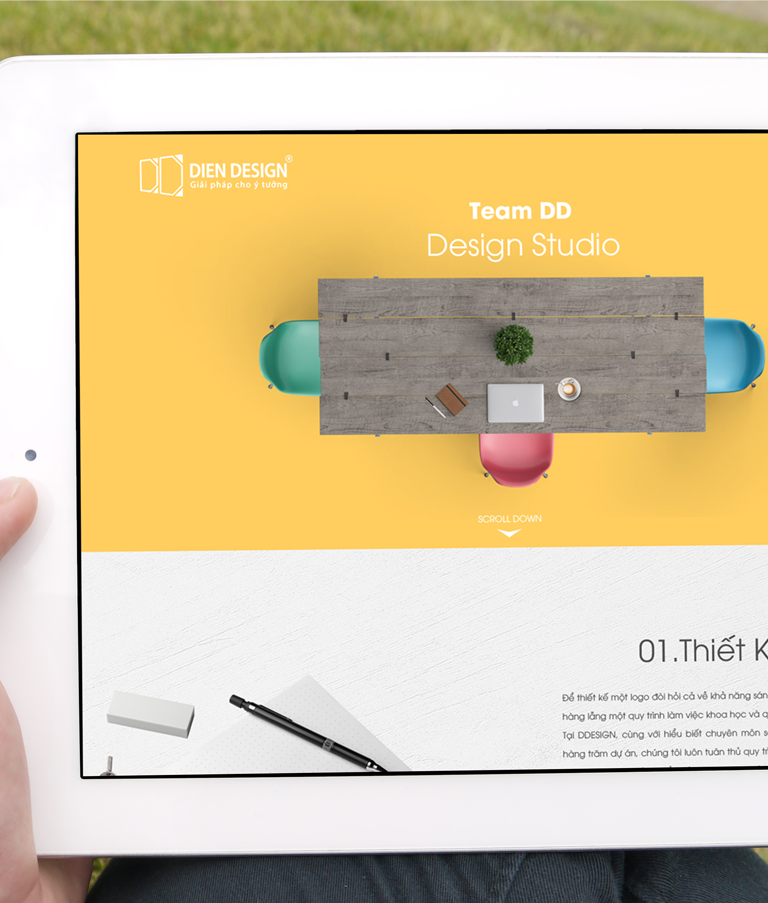 DIEN DESIGN®
Giải pháp cho ý tưởng
Team DD
Design Studio
SCROLL DOWN
01.Thiết K
Để thiết kế một logo đòi hỏi cả về khả năng sán
hàng lẫng một quy trình làm việc khoa học và q
Tại DDESIGN, cùng với hiểu biết chuyên môn s
hàng trăm dự án, chúng tôi luôn tuân thủ quy trì